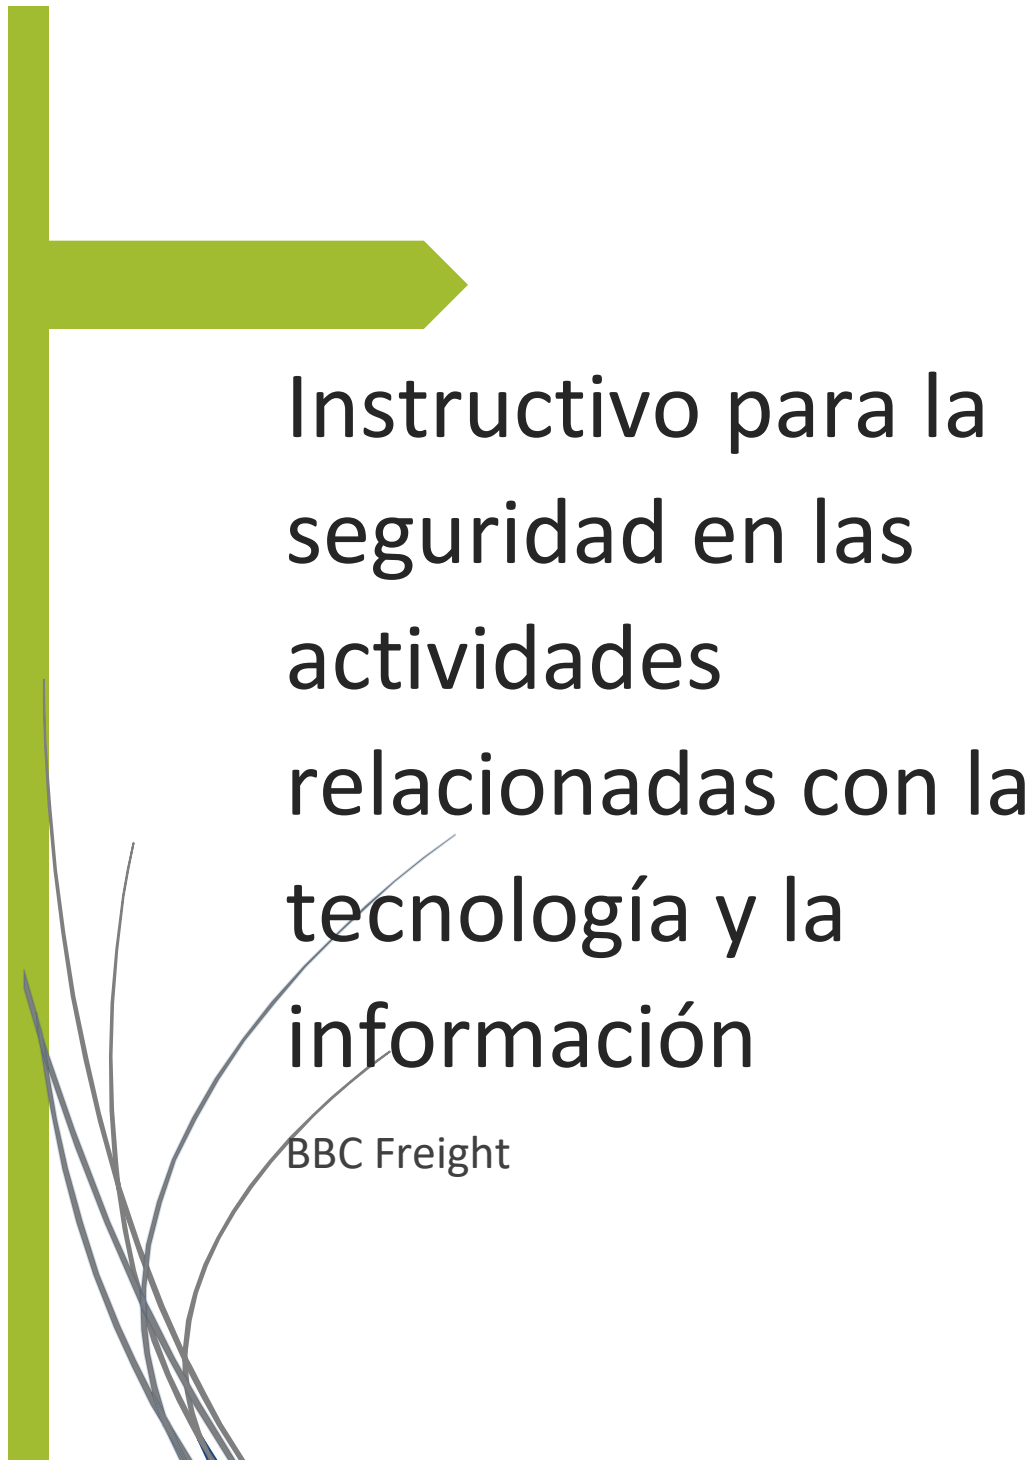 Instructivo para la
seguridad en las
actividades
relacionadas con la
tecnología y la
información
BBC Freight